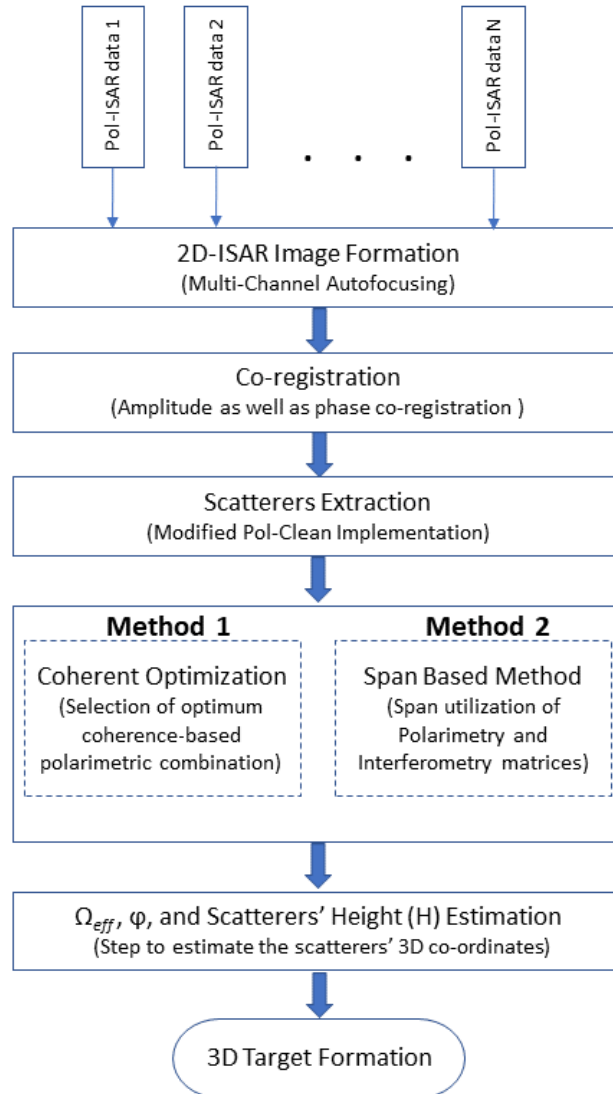 Pol-ISAR data 1
Pol-ISAR data 2
. . .
Pol-ISAR data N
2D-ISAR Image Formation
(Multi-Channel Autofocusing)
Co-registration
(Amplitude as well as phase co-registration )
Scatterers Extraction
(Modified Pol-Clean Implementation)
Method 1
Coherent Optimization
(Selection of optimum
coherence-based
polarimetric combination)
Method 2
Span Based Method
(Span utilization of
Polarimetry and
Interferometry matrices)
Ωeff, φ, and Scatterers’ Height (H) Estimation
(Step to estimate the scatterers’ 3D co-ordinates)
3D Target Formation